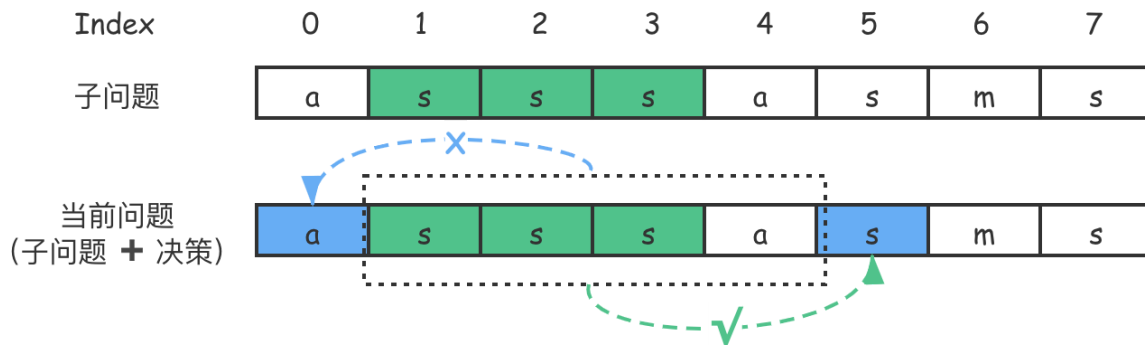 Index 0 1 2 3 4 5 6 7
子问题 a s s s a s m s
x
当前问题
(子问题 + 决策) a s s s a s m s
√